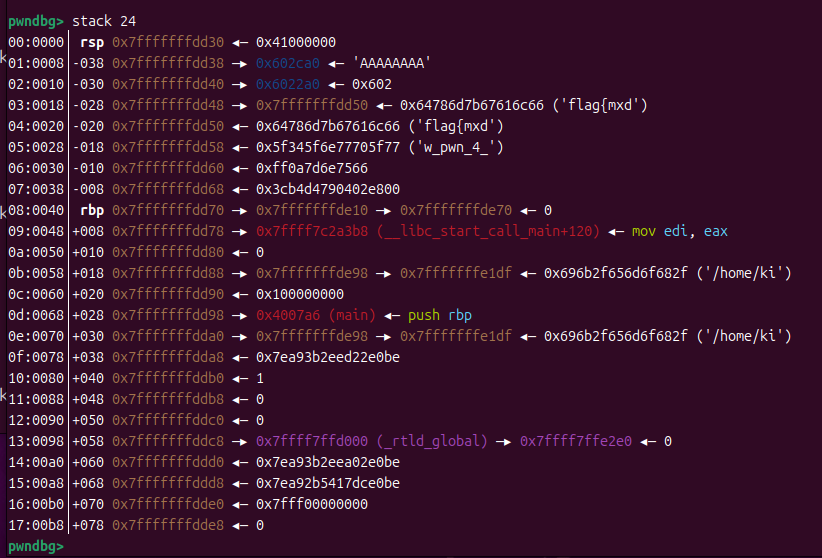 pwndbg> stack 24
00:0000│ rsp 0x7fffffffdd30 ◂— 0x41000000
01:0008│-038 0x7fffffffdd38 —▸ 0x602ca0 ◂— 'AAAAAAAA'
02:0010│-030 0x7fffffffdd40 —▸ 0x6022a0 ◂— 0x602
03:0018│-028 0x7fffffffdd48 —▸ 0x7fffffffdd50 ◂— 0x64786d7b67616c66 ('flag{mxd')
04:0020│-020 0x7fffffffdd50 ◂— 0x64786d7b67616c66 ('flag{mxd')
05:0028│-018 0x7fffffffdd58 ◂— 0x5f345f6e77705f77 ('w_pwn_4_')
06:0030│-010 0x7fffffffdd60 ◂— 0xff0a7d6e7566
07:0038│-008 0x7fffffffdd68 ◂— 0x3cb4d4790402e800
08:0040│ rbp 0x7fffffffdd70 —▸ 0x7fffffffde10 —▸ 0x7fffffffde70 ◂— 0
09:0048│+008 0x7fffffffdd78 —▸ 0x7ffff7c2a3b8 (__libc_start_call_main+120) ◂— mov edi, eax
0a:0050│+010 0x7fffffffdd80 ◂— 0
0b:0058│+018 0x7fffffffdd88 —▸ 0x7fffffffde98 —▸ 0x7fffffffe1df ◂— 0x696b2f656d6f682f ('/home/ki')
0c:0060│+020 0x7fffffffdd90 ◂— 0x100000000
0d:0068│+028 0x7fffffffdd98 —▸ 0x4007a6 (main) ◂— push rbp
0e:0070│+030 0x7fffffffdda0 —▸ 0x7fffffffde98 —▸ 0x7fffffffe1df ◂— 0x696b2f656d6f682f ('/home/ki')
0f:0078│+038 0x7fffffffdda8 ◂— 0x7ea93b2eed22e0be
10:0080│+040 0x7fffffffddb0 ◂— 1
11:0088│+048 0x7fffffffddb8 ◂— 0
12:0090│+050 0x7fffffffddc0 ◂— 0
13:0098│+058 0x7fffffffddc8 —▸ 0x7ffff7ffd000 (_rtld_global) —▸ 0x7ffff7ffe2e0 ◂— 0
14:00a0│+060 0x7fffffffddd0 ◂— 0x7ea93b2eea02e0be
15:00a8│+068 0x7fffffffddd8 ◂— 0x7ea92b5417dce0be
16:00b0│+070 0x7fffffffdde0 ◂— 0x7fff00000000
17:00b8│+078 0x7fffffffdde8 ◂— 0
pwndbg>